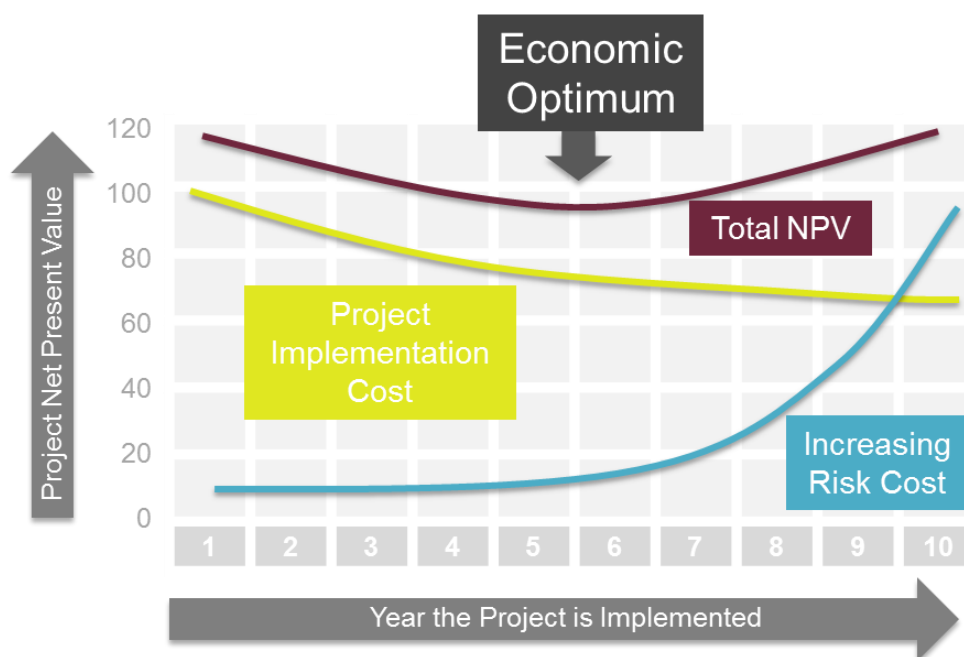 Economic
Optimum
120
100
80
60
40
20
0
Project Net Present Value
Total NPV
Project
Implementation
Cost
Increasing
Risk Cost
1 2 3 4 5 6 7 8 9 10
Year the Project is Implemented